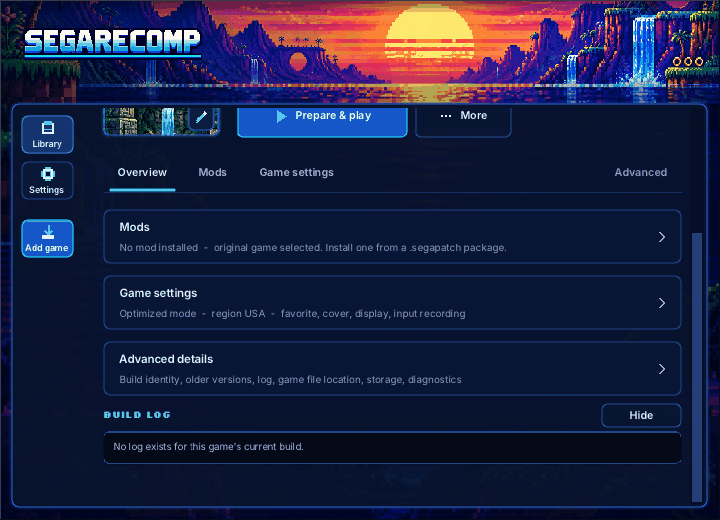 SEGARECOMP
Library
Settings
Add game
Prepare & play
More
Overview
Mods
Game settings
Advanced
Mods
No mod installed - original game selected. Install one from a .segapatch package.
Game settings
Optimized mode - region USA - favorite, cover, display, input recording
Advanced details
Build identity, older versions, log, game file location, storage, diagnostics
BUILD LOG
Hide
No log exists for this game's current build.